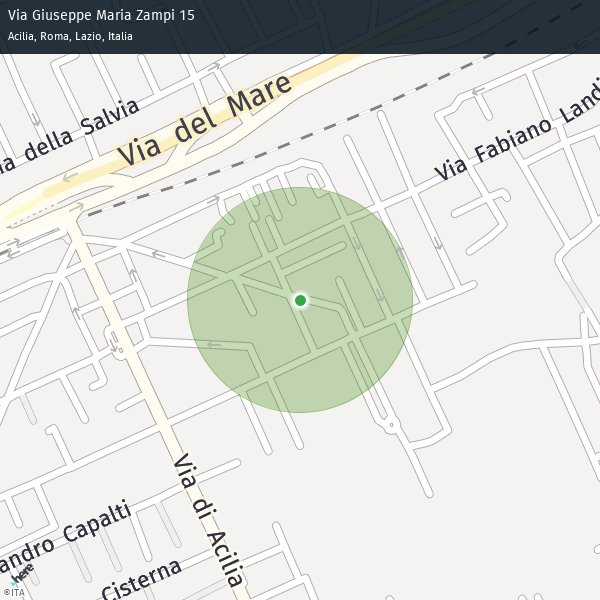 Via Giuseppe Maria Zampi 15
Acilia, Roma, Lazio, Italia
Via del Mare
a della Salvia
Via Fabiano Landi
Via di Acilia
andro Capalti
Cisterna
here
©ITA